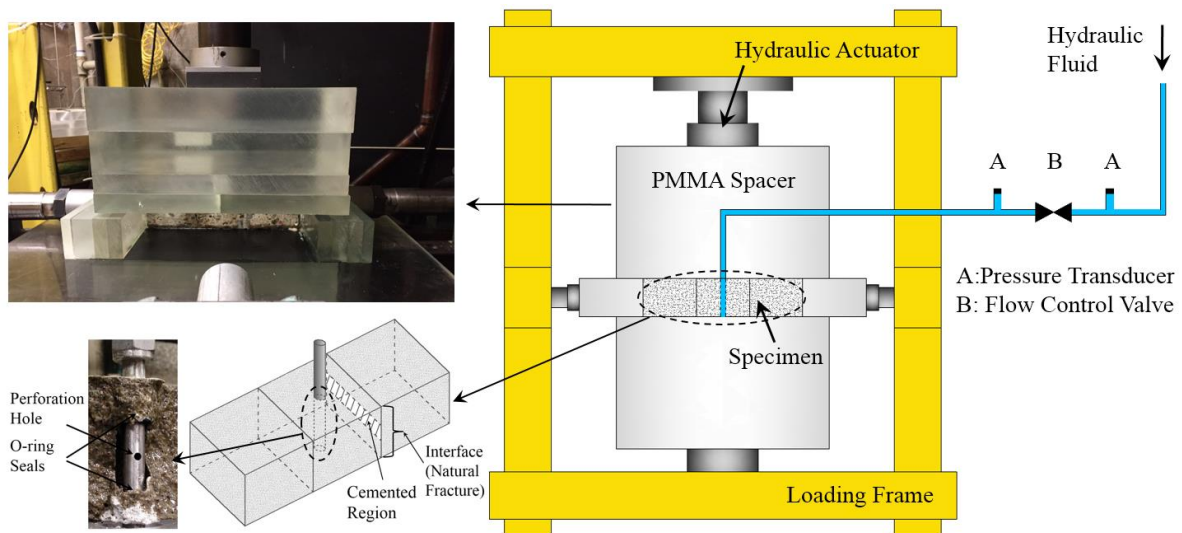 Hydraulic Actuator
Hydraulic
Fluid
A
B
A
PMMA Spacer
A:Pressure Transducer
B: Flow Control Valve
Specimen
Perforation
Hole
O-ring
Seals
Interface
(Natural
Fracture)
Cemented
Region
Loading Frame